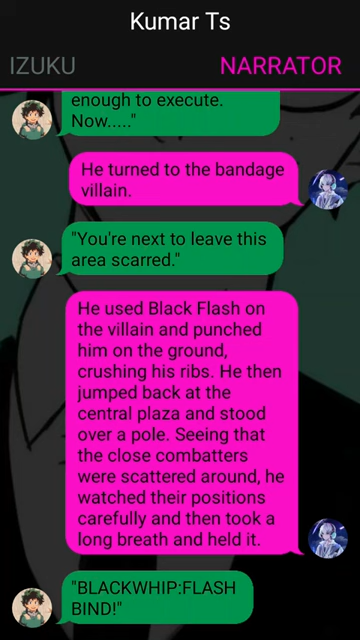 Kumar Ts
IZUKU
NARRATOR
enough to execute.
Now....."
He turned to the bandage
villain.
"You're next to leave this
area scarred."
He used Black Flash on
the villain and punched
him on the ground,
crushing his ribs. He then
jumped back at the
central plaza and stood
over a pole. Seeing that
the close combatters
were scattered around, he
watched their positions
carefully and then took a
long breath and held it.
"BLACKWHIP:FLASH
BIND!"